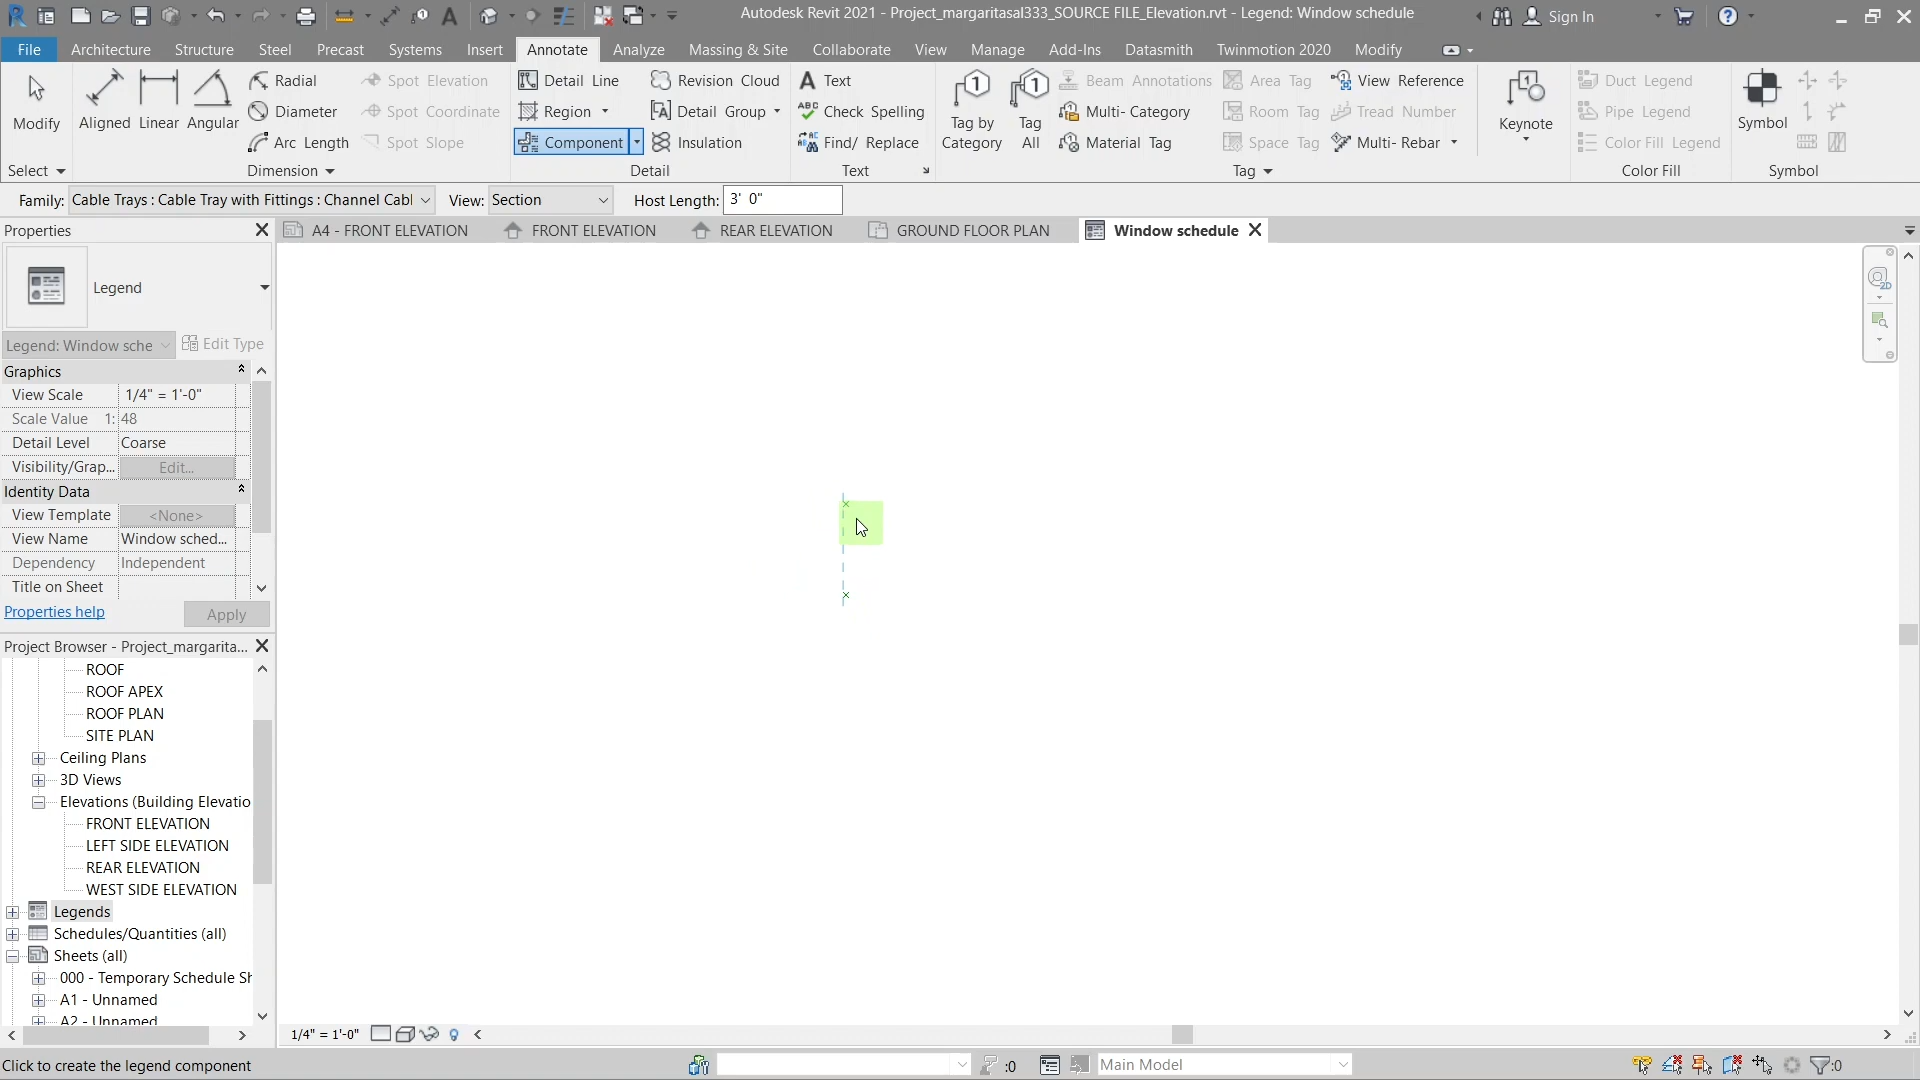 Autodesk Revit 2021 - Project_margaritasal333_SOURCE FILE_Elevation.rvt - Legend: Window schedule
Sign In
File Architecture Structure Steel Precast Systems Insert Annotate Analyze Massing & Site Collaborate View Manage Add-Ins Datasmith Twinmotion 2020 Modify
Modify
Select
Aligned Linear Angular
Radial
Diameter
Arc Length
Spot Elevation
Spot Coordinate
Spot Slope
Dimension
Detail Line
Region
Component
Revision Cloud
Detail Group
Insulation
Detail
A Text
ABC Check Spelling
Find/ Replace
Text
Tag by
Category
Tag
All
Beam Annotations
Multi- Category
Material Tag
Area Tag
Room Tag
Space Tag
View Reference
Tread Number
Multi- Rebar
Tag
Keynote
Duct Legend
Pipe Legend
Color Fill Legend
Color Fill
Symbol
Symbol
Family: Cable Trays : Cable Tray with Fittings : Channel Cabl View: Section Host Length: 3' 0"
Properties
A4 - FRONT ELEVATION FRONT ELEVATION REAR ELEVATION GROUND FLOOR PLAN Window schedule
Legend
Legend: Window sche Edit Type
Graphics
View Scale 1/4" = 1'-0"
Scale Value 1: 48
Detail Level Coarse
Visibility/Grap... Edit...
Identity Data
View Template <None>
View Name Window sched...
Dependency Independent
Title on Sheet
Properties help Apply
Project Browser - Project_margarita...
ROOF
ROOF APEX
ROOF PLAN
SITE PLAN
Ceiling Plans
3D Views
Elevations (Building Elevatio
FRONT ELEVATION
LEFT SIDE ELEVATION
REAR ELEVATION
WEST SIDE ELEVATION
Legends
Schedules/Quantities (all)
Sheets (all)
000 - Temporary Schedule Sh
A1 - Unnamed
A2 - Unnamed
2D
1/4" = 1'-0"
Click to create the legend component
:0
Main Model
:0